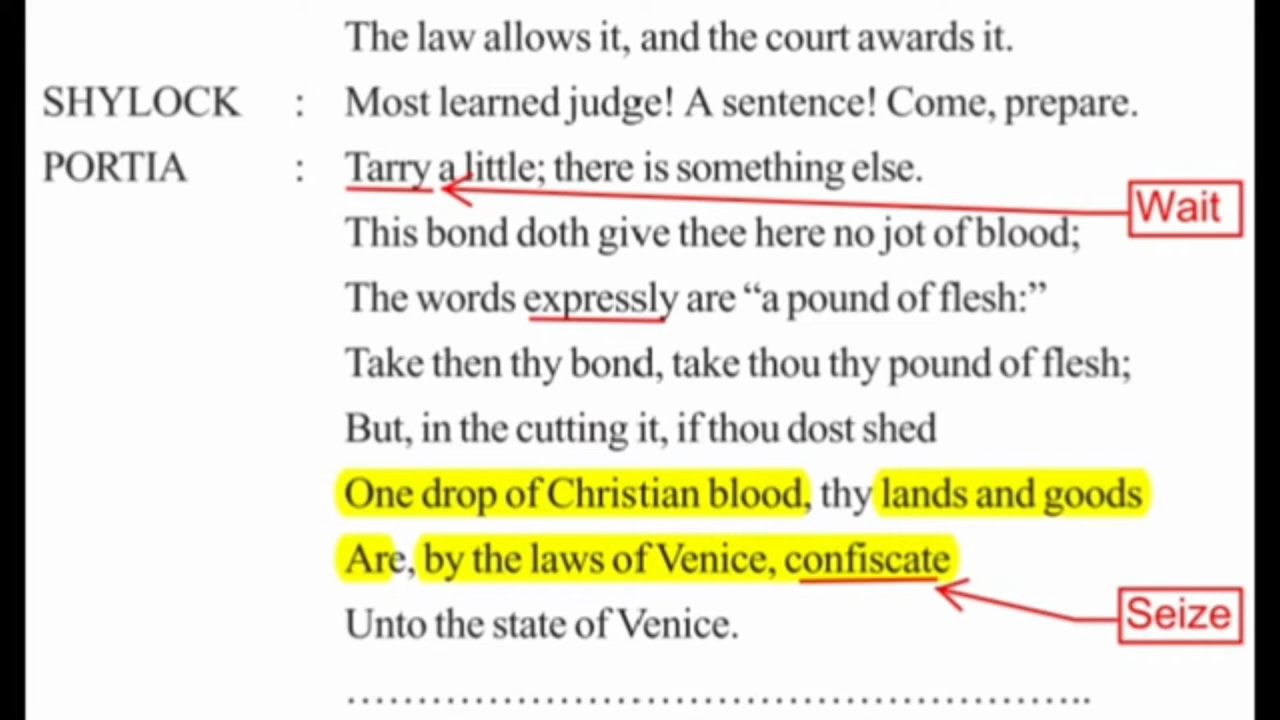 The law allows it, and the court awards it.
SHYLOCK : Most learned judge! A sentence! Come, prepare.
PORTIA : Tarry a little; there is something else.
Wait
This bond doth give thee here no jot of blood;
The words expressly are “a pound of flesh:”
Take then thy bond, take thou thy pound of flesh;
But, in the cutting it, if thou dost shed
One drop of Christian blood, thy lands and goods
Are, by the laws of Venice, confiscate
Seize
Unto the state of Venice.
........................................................